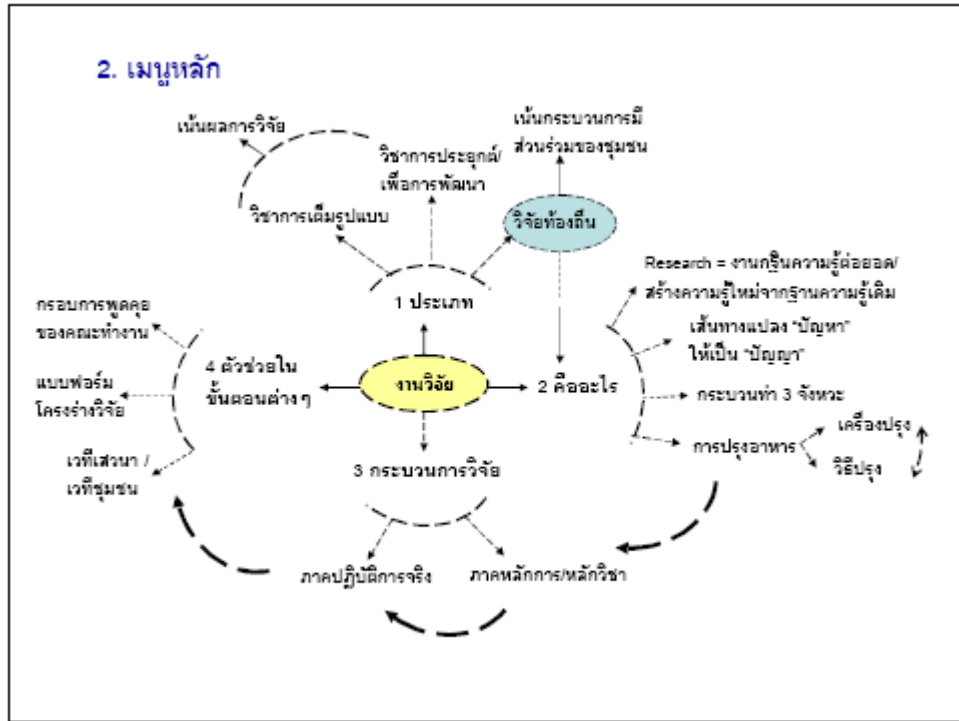 2. เมนูหลัก
เน้นผลการวิจัย
เน้นกระบวนการมี
ส่วนร่วมของชุมชน
วิชาการประยุกต์/
เพื่อการพัฒนา
วิชาการเต็มรูปแบบ
วิจัยท้องถิ่น
Research = งานกฐินความรู้ต่อยอด/
สร้างความรู้ใหม่จากฐานความรู้เดิม
1 ประเภท
กรอบการพูดคุย
ของคณะทำงาน
เส้นทางแปลง “ปัญหา”
ให้เป็น “ปัญญา”
4 ตัวช่วยใน
ขั้นตอนต่างๆ
งานวิจัย
2 คืออะไร
แบบฟอร์ม
โครงร่างวิจัย
กระบวนท่า 3 จังหวะ
เครื่องปรุง
การปรุงอาหาร
วิธีปรุง
เวทีเสวนา /
เวทีชุมชน
3 กระบวนการวิจัย
ภาคปฏิบัติการจริง
ภาคหลักการ/หลักวิชา